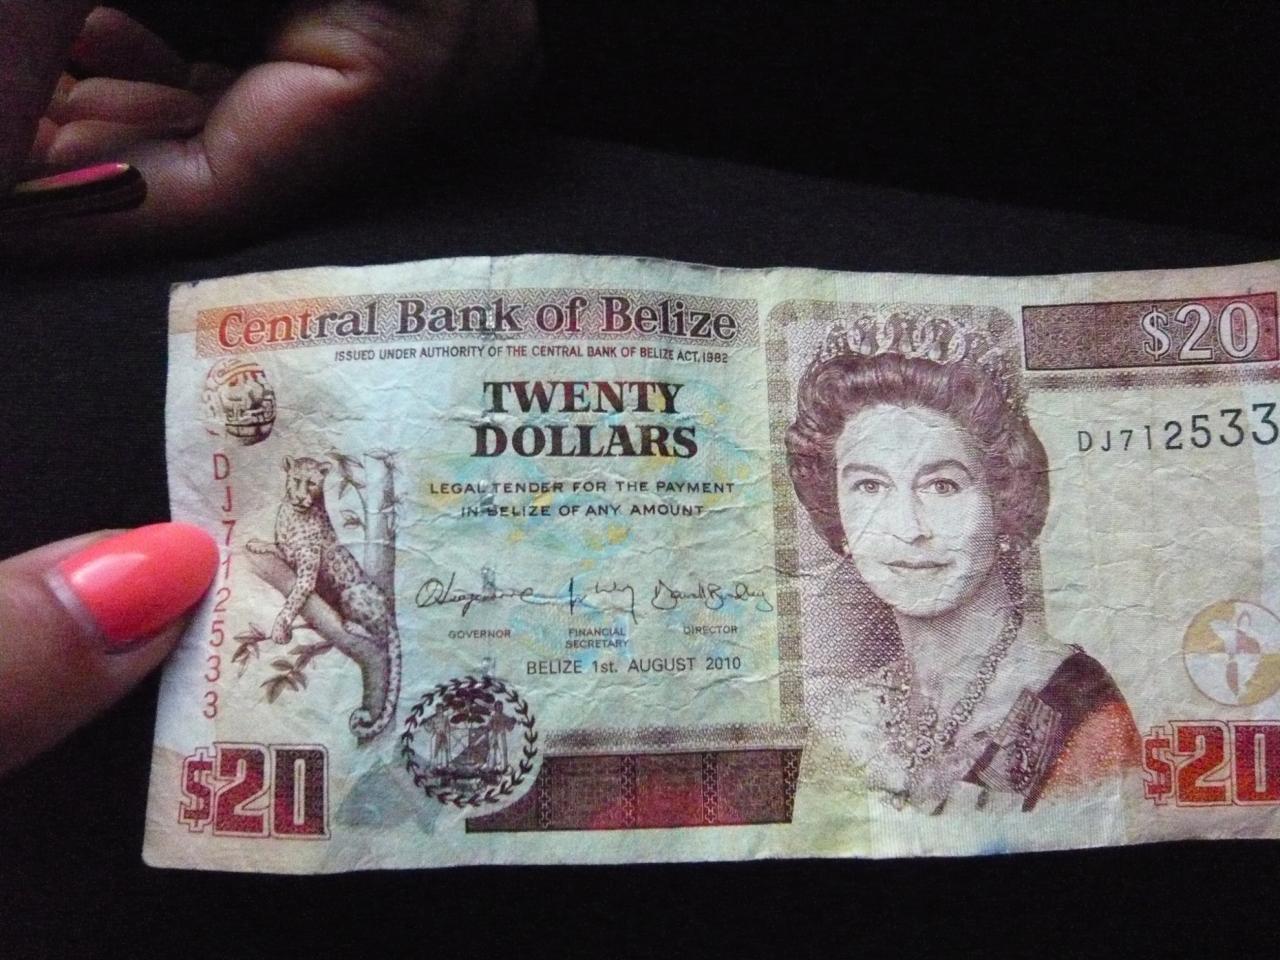 Central Bank of Belize
ISSUED UNDER AUTHORITY OF THE CENTRAL BANK OF BELIZE ACT, 1982
$20
TWENTY
DOLLARS
DJ712533
DJ712533
LEGAL TENDER FOR THE PAYMENT
IN BELIZE OF ANY AMOUNT
GOVERNOR
FINANCIAL
SECRETARY
DIRECTOR
BELIZE 1st. AUGUST 2010
$20
$20